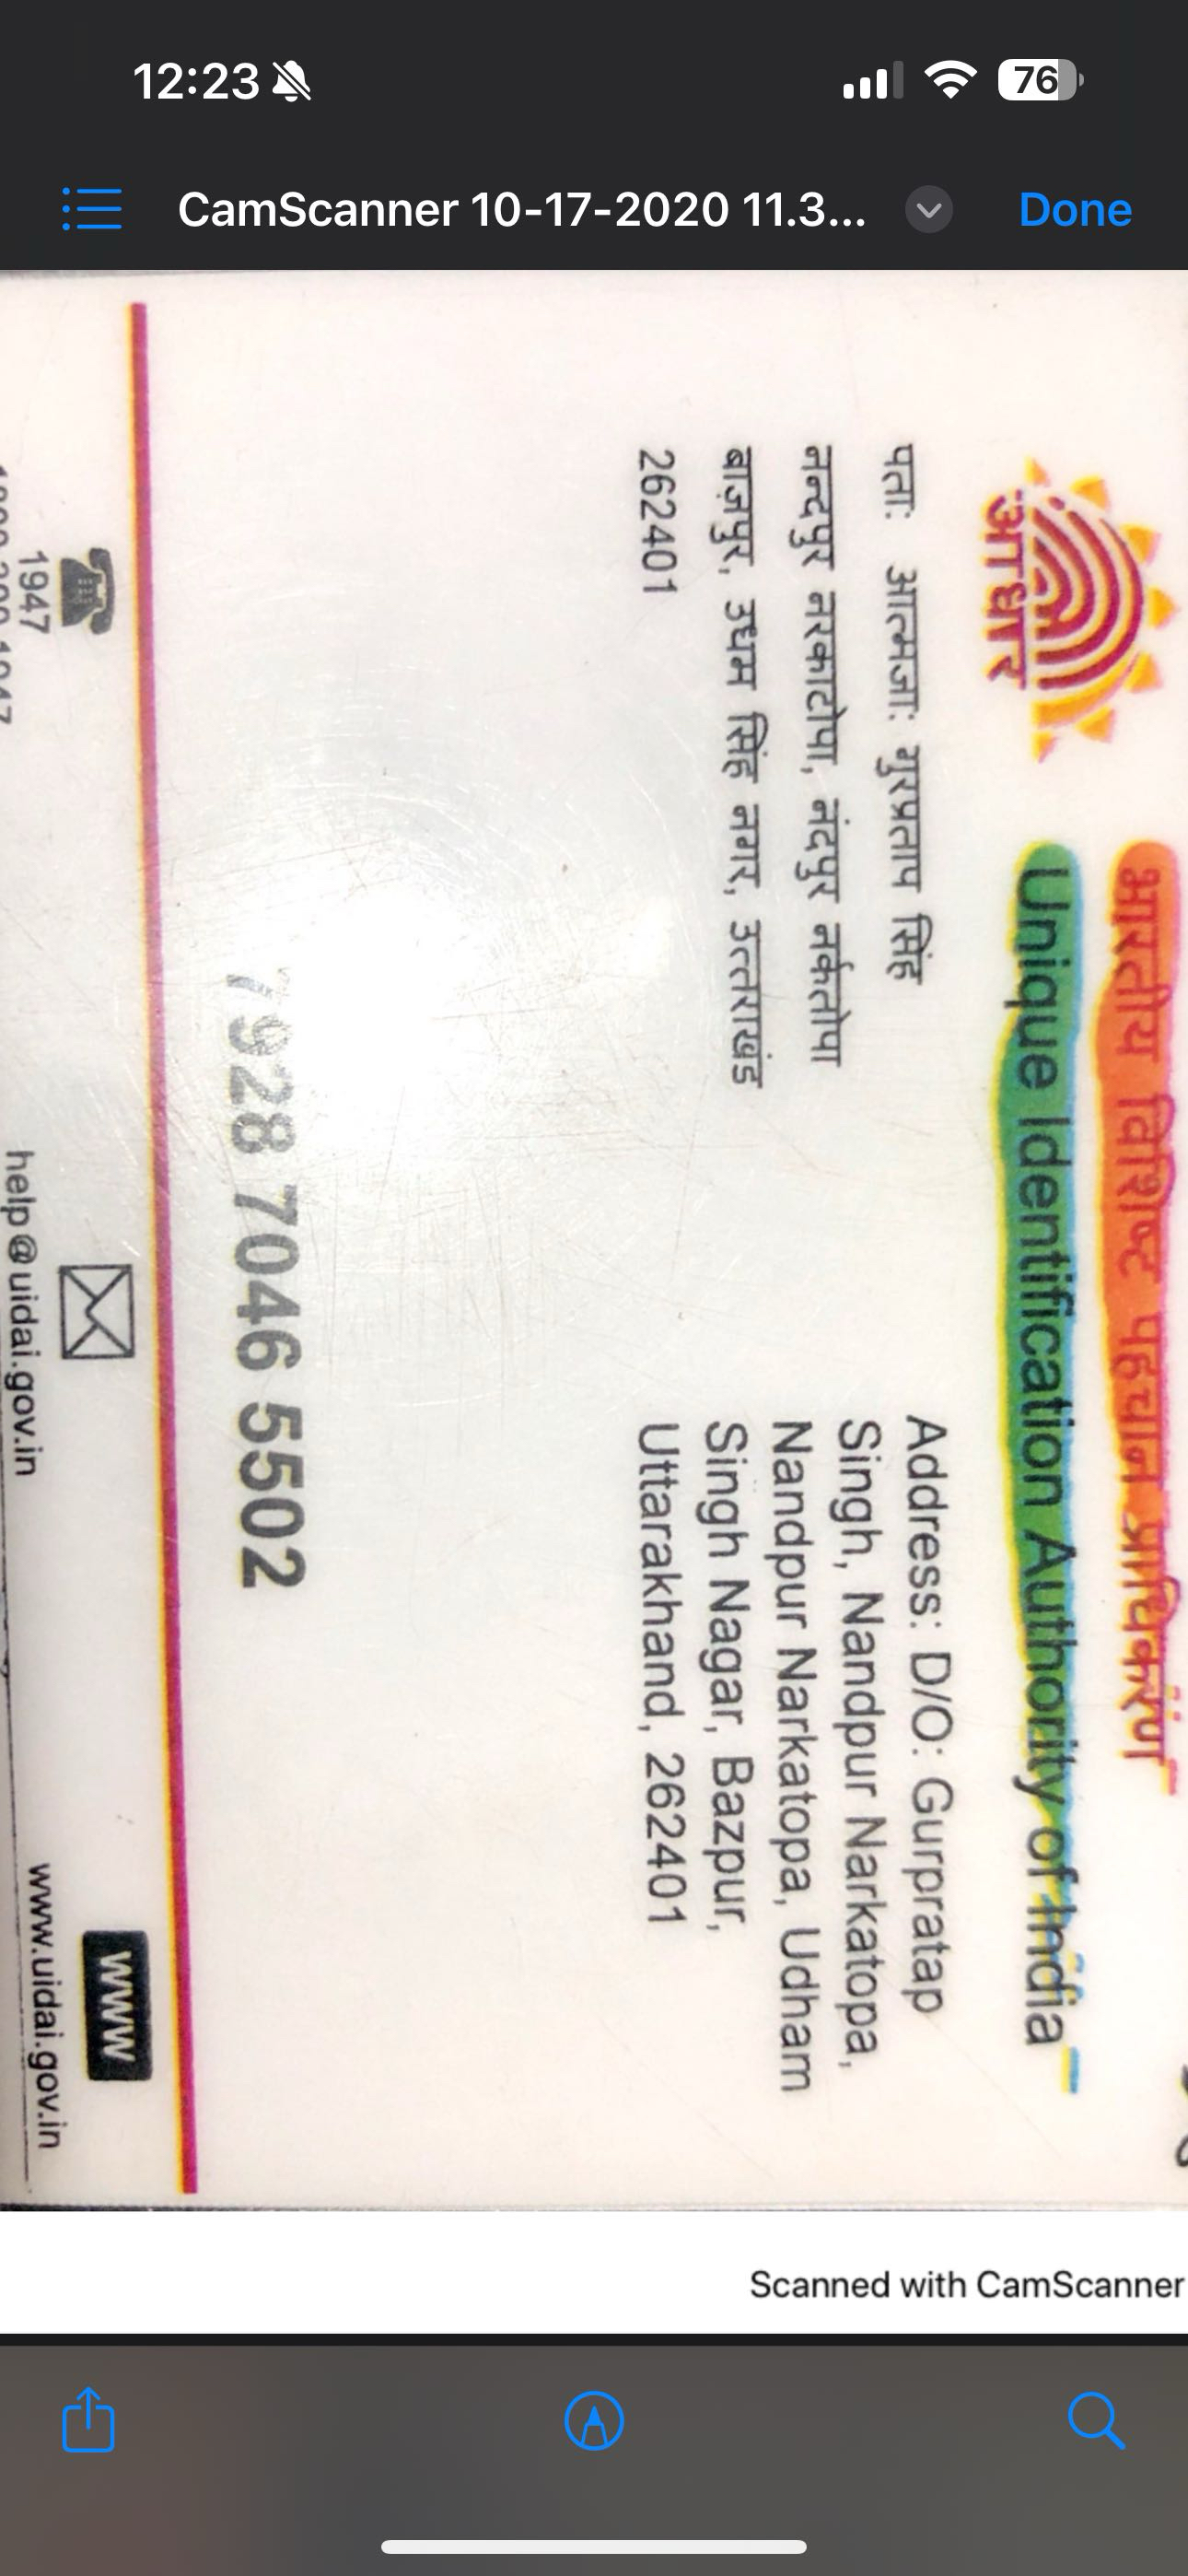 12:23
76
CamScanner 10-17-2020 11.3...
Done
आधार
भारतीय विशिष्ट पहचान प्राधिकरण
Unique Identification Authority of India
पता: आत्मजा: गुरप्रताप सिंह
नन्दपुर नरकाटोपा, नंदपुर नर्कतोपा
बाज़पुर, उधम सिंह नगर, उत्तराखंड
262401
Address: D/O: Gurpratap
Singh, Nandpur Narkatopa,
Nandpur Narkatopa, Udham
Singh Nagar, Bazpur,
Uttarakhand, 262401
7928 7046 5502
1947
help@uidai.gov.in
www
www.uidai.gov.in
Scanned with CamScanner